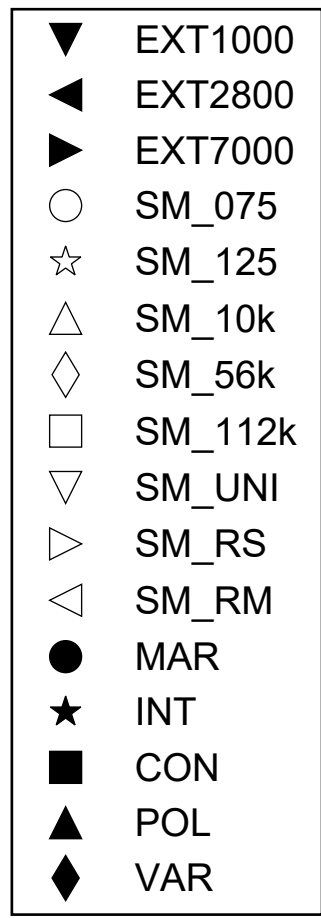 EXT1000
EXT2800
EXT7000
SM_075
SM_125
SM_10k
SM_56k
SM_112k
SM_UNI
SM_RS
SM_RM
MAR
INT
CON
POL
VAR